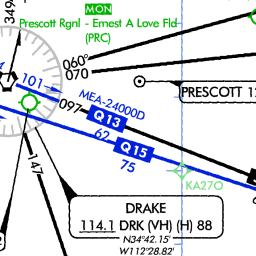 349
MON
Prescott Rgnl - Ernest A Love Fld
(PRC)
060°
070
101
PRESCOTT 12
MEA-24000D
097
Q13
62
Q15
75
147
KA27O
DRAKE
114.1 DRK (VH) (H) 88
N34°42.15'
W112°28.82'